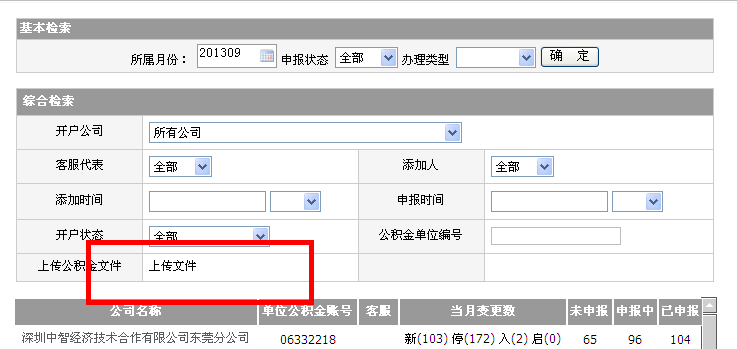 基本检索
所属月份： 201309 申报状态 全部 办理类型 确 定
综合检索
开户公司 所有公司
客服代表 全部 添加人 全部
添加时间 申报时间
开户状态 全部 公积金单位编号
上传公积金文件 上传文件
公司名称 单位公积金账号 客服 当月变更数 未申报 申报中 已申报
深圳中智经济技术合作有限公司东莞分公司 06332218 新(103) 停(172) 入(2) 启(0) 65 96 104